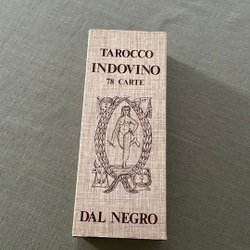 TAROCCO
INDOVINO
78 CARTE
DAL NEGRO